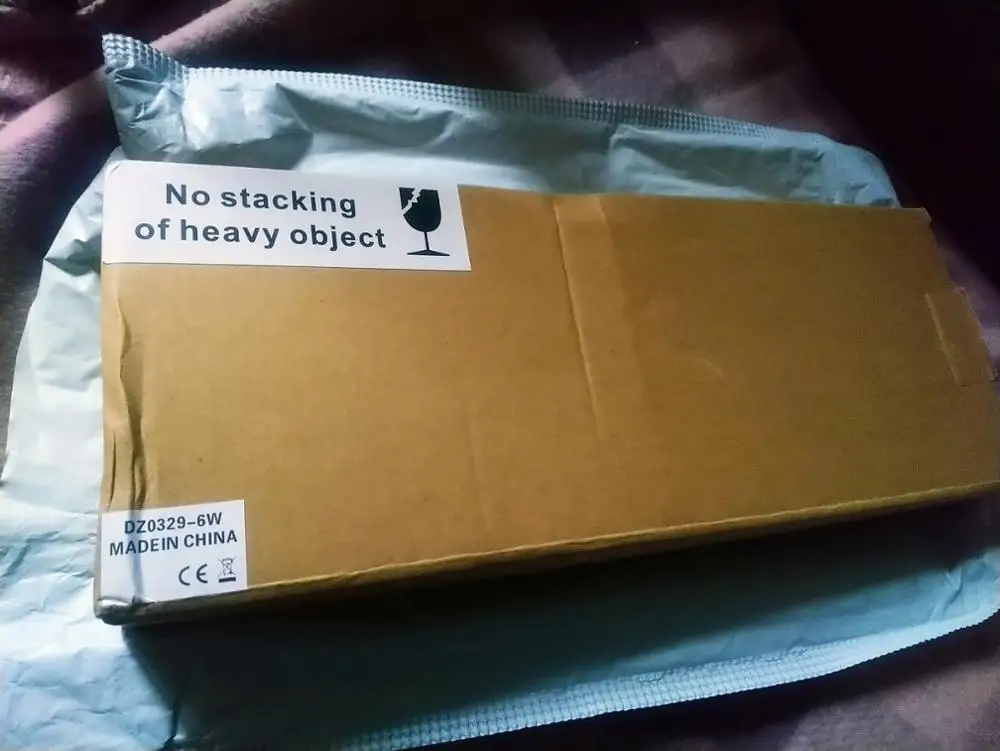 No stacking
of heavy object
DZ0329-6W
MADEIN CHINA
CE